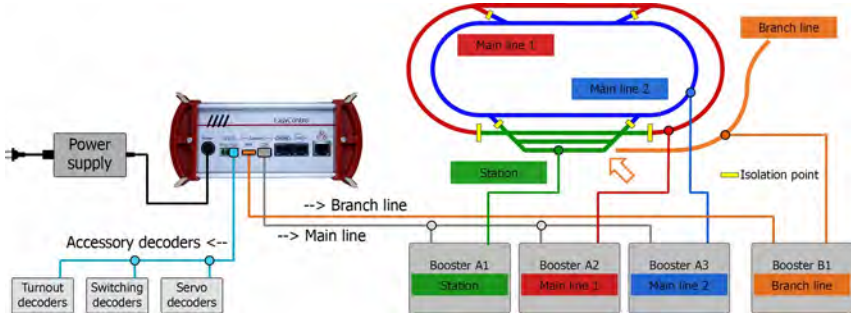 Main line 1
Branch line
Main line 2
Power
supply
Station
Isolation point
--> Branch line
--> Main line
Accessory decoders <--
Turnout
decoders
Switching
decoders
Servo
decoders
Booster A1
Station
Booster A2
Main line 1
Booster A3
Main line 2
Booster B1
Branch line